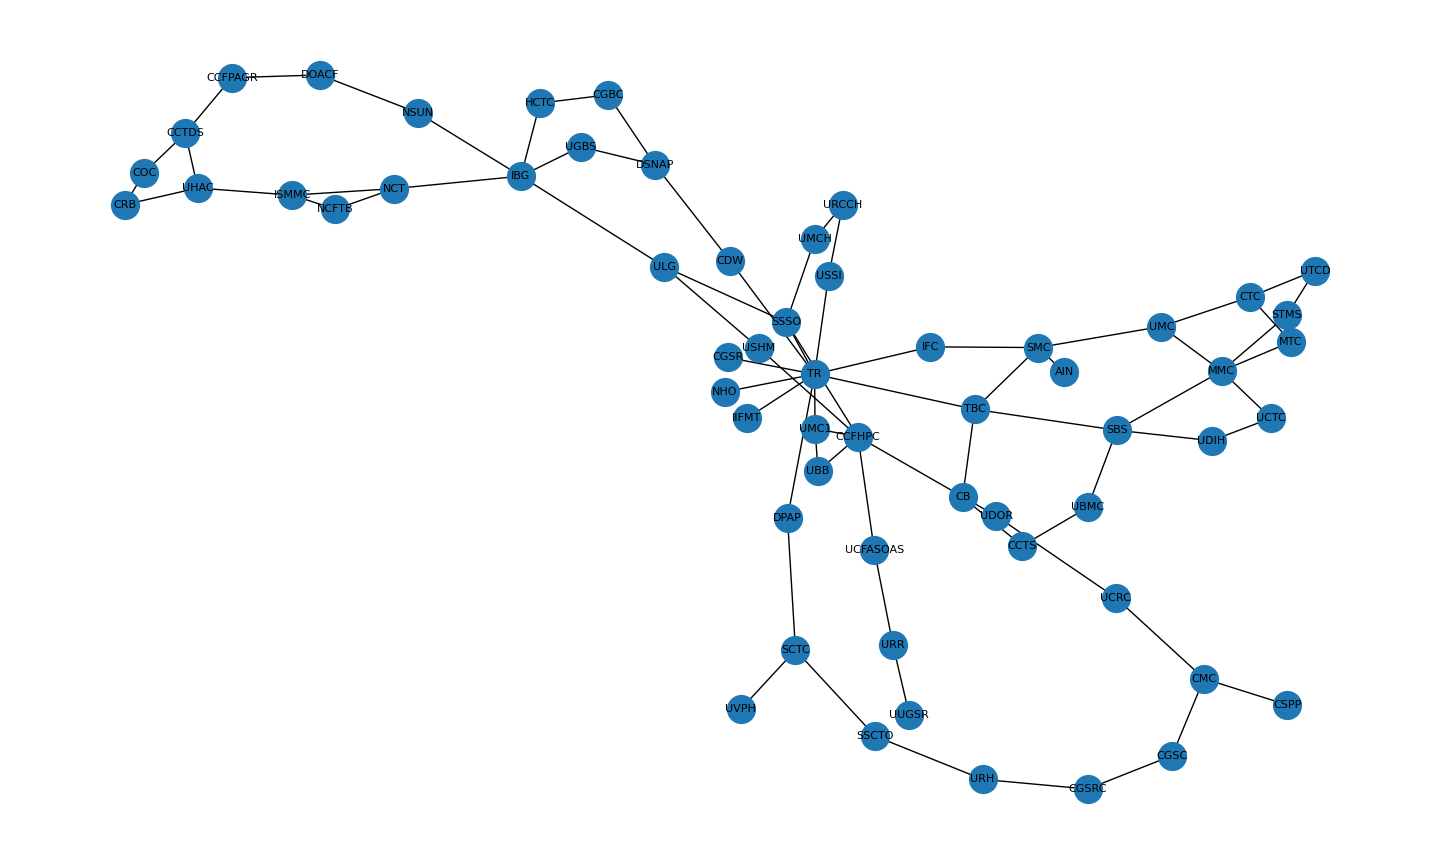 DOACF
CCFPAGR
CGBC
HCTC
NSUN
CCTDS
UGBS
DSNAP
COC
IBG
UHAC
NCT
ISMMC
CRB
NCFTB
URCCH
UMCH
CDW
ULG
UTCD
USSI
CTC
STMS
SSSO
UMC
MTC
IFC
SMC
USHM
CGSR
AIN
MMC
TR
NHO
TBC
IIFMT
UCTC
UMC1
SBS
CCFHPC
UDIH
UBB
CB
UBMC
UDOR
DPAP
CCTS
UCFASOAS
UCRC
URR
SCTC
CMC
CSPP
UVPH
UUGSR
SSCTO
CGSC
URH
CGSRC